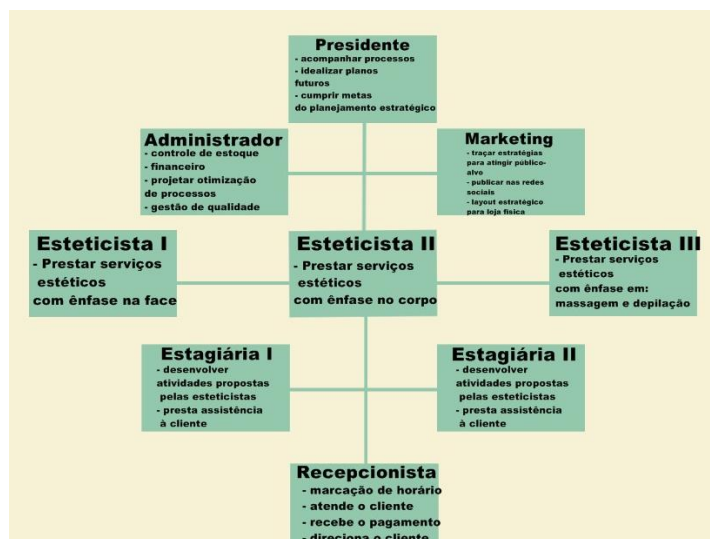 Presidente
- acompanhar processos
- idealizar planos
futuros
- cumprir metas
do planejamento estratégico
Administrador
- controle de estoque
- financeiro
- projetar otimização
de processos
- gestão de qualidade
Marketing
- traçar estratégias
para atingir público-
alvo
- publicar nas redes
sociais
- layout estratégico
para loja física
Esteticista I
- Prestar serviços
estéticos
com ênfase na face
Esteticista II
- Prestar serviços
estéticos
com ênfase no corpo
Esteticista III
- Prestar serviços
estéticos
com ênfase em:
massagem e depilação
Estagiária I
- desenvolver
atividades propostas
pelas esteticistas
- presta assistência
à cliente
Estagiária II
- desenvolver
atividades propostas
pelas esteticistas
- presta assistência
à cliente
Recepcionista
- marcação de horário
- atende o cliente
- recebe o pagamento
- direciona o cliente